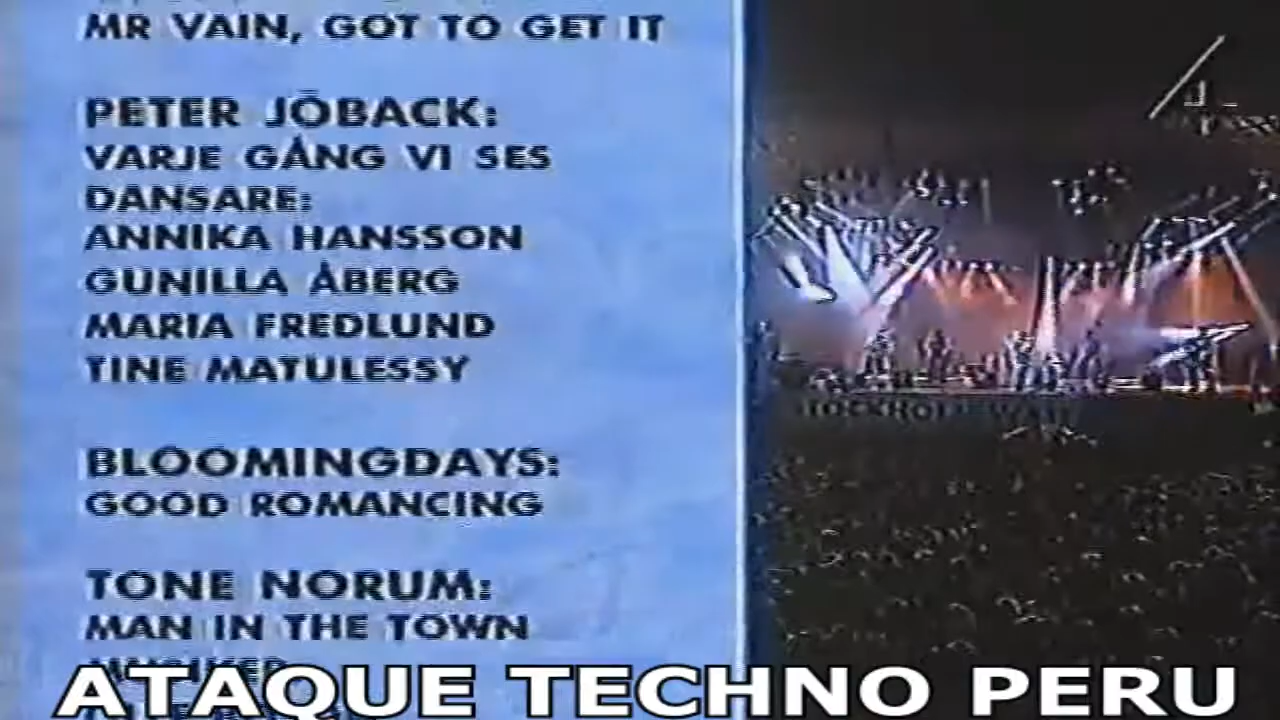 MR VAIN, GOT TO GET IT
PETER JÖBACK:
VARJE GÅNG VI SES
DANSARE:
ANNIKA HANSSON
GUNILLA ÅBERG
MARIA FREDLUND
TINE MATULESSY
BLOOMINGDAYS:
GOOD ROMANCING
TONE NORUM:
MAN IN THE TOWN
ATAQUE TECHNO PERU
4